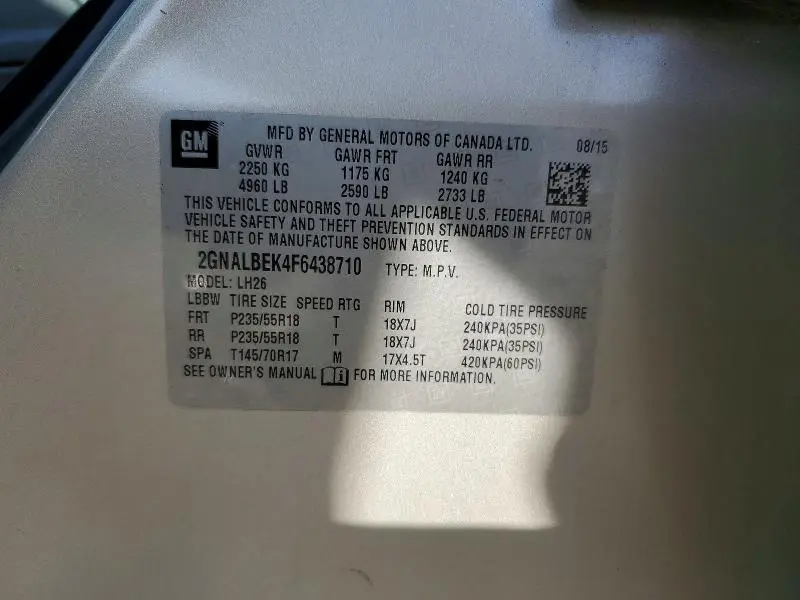 GM
MFD BY GENERAL MOTORS OF CANADA LTD. 08/15
GVWR GAWR FRT GAWR RR
2250 KG 1175 KG 1240 KG
4960 LB 2590 LB 2733 LB
THIS VEHICLE CONFORMS TO ALL APPLICABLE U.S. FEDERAL MOTOR
VEHICLE SAFETY AND THEFT PREVENTION STANDARDS IN EFFECT ON
THE DATE OF MANUFACTURE SHOWN ABOVE.
2GNALBEK4F6438710 TYPE: M.P.V.
MODEL: LH26
LBBW TIRE SIZE SPEED RTG RIM COLD TIRE PRESSURE
FRT P235/55R18 T 18X7J 240KPA(35PSI)
RR P235/55R18 T 18X7J 240KPA(35PSI)
SPA T145/70R17 M 17X4.5T 420KPA(60PSI)
SEE OWNER'S MANUAL i FOR MORE INFORMATION.